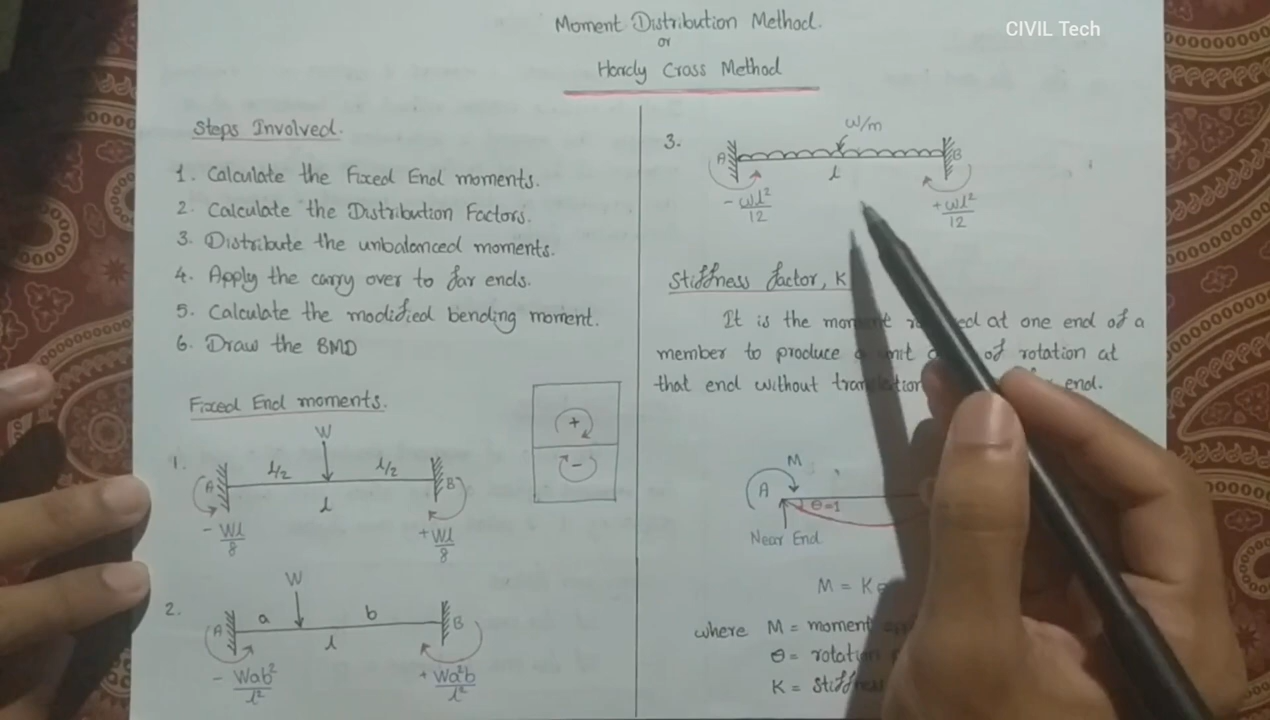 Moment Distribution Method.
or
Hardy Cross Method
CIVIL Tech
Steps Involved.
1. Calculate the Fixed End moments.
2. Calculate the Distribution Factors.
3. Distribute the unbalanced moments.
4. Apply the carry over to far ends.
5. Calculate the modified bending moment.
6. Draw the BMD
Fixed End moments.
+
-
1.
W
A l/2 l/2 B
l
- Wl/8 + Wl/8
2.
W
A a b B
l
- Wab²/l² + Wa²b/l²
3.
w/m
A B
l
- wl²/12 + wl²/12
Stiffness factor, K
It is the at one end of a
member to produce of rotation at
that end without end.
M
A θ=1
Near End
M = K
where M = moment
θ = rotation
K =